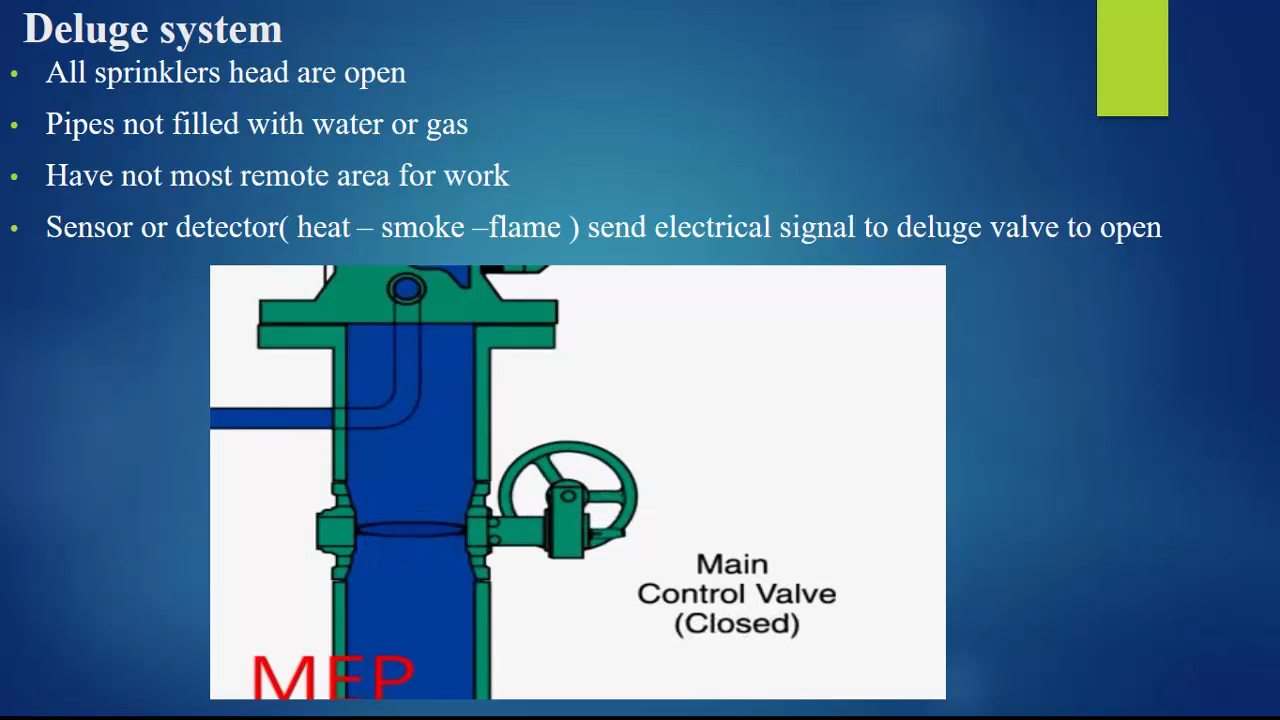 Deluge system
• All sprinklers head are open
• Pipes not filled with water or gas
• Have not most remote area for work
• Sensor or detector( heat – smoke –flame ) send electrical signal to deluge valve to open
Main
Control Valve
(Closed)
MEP